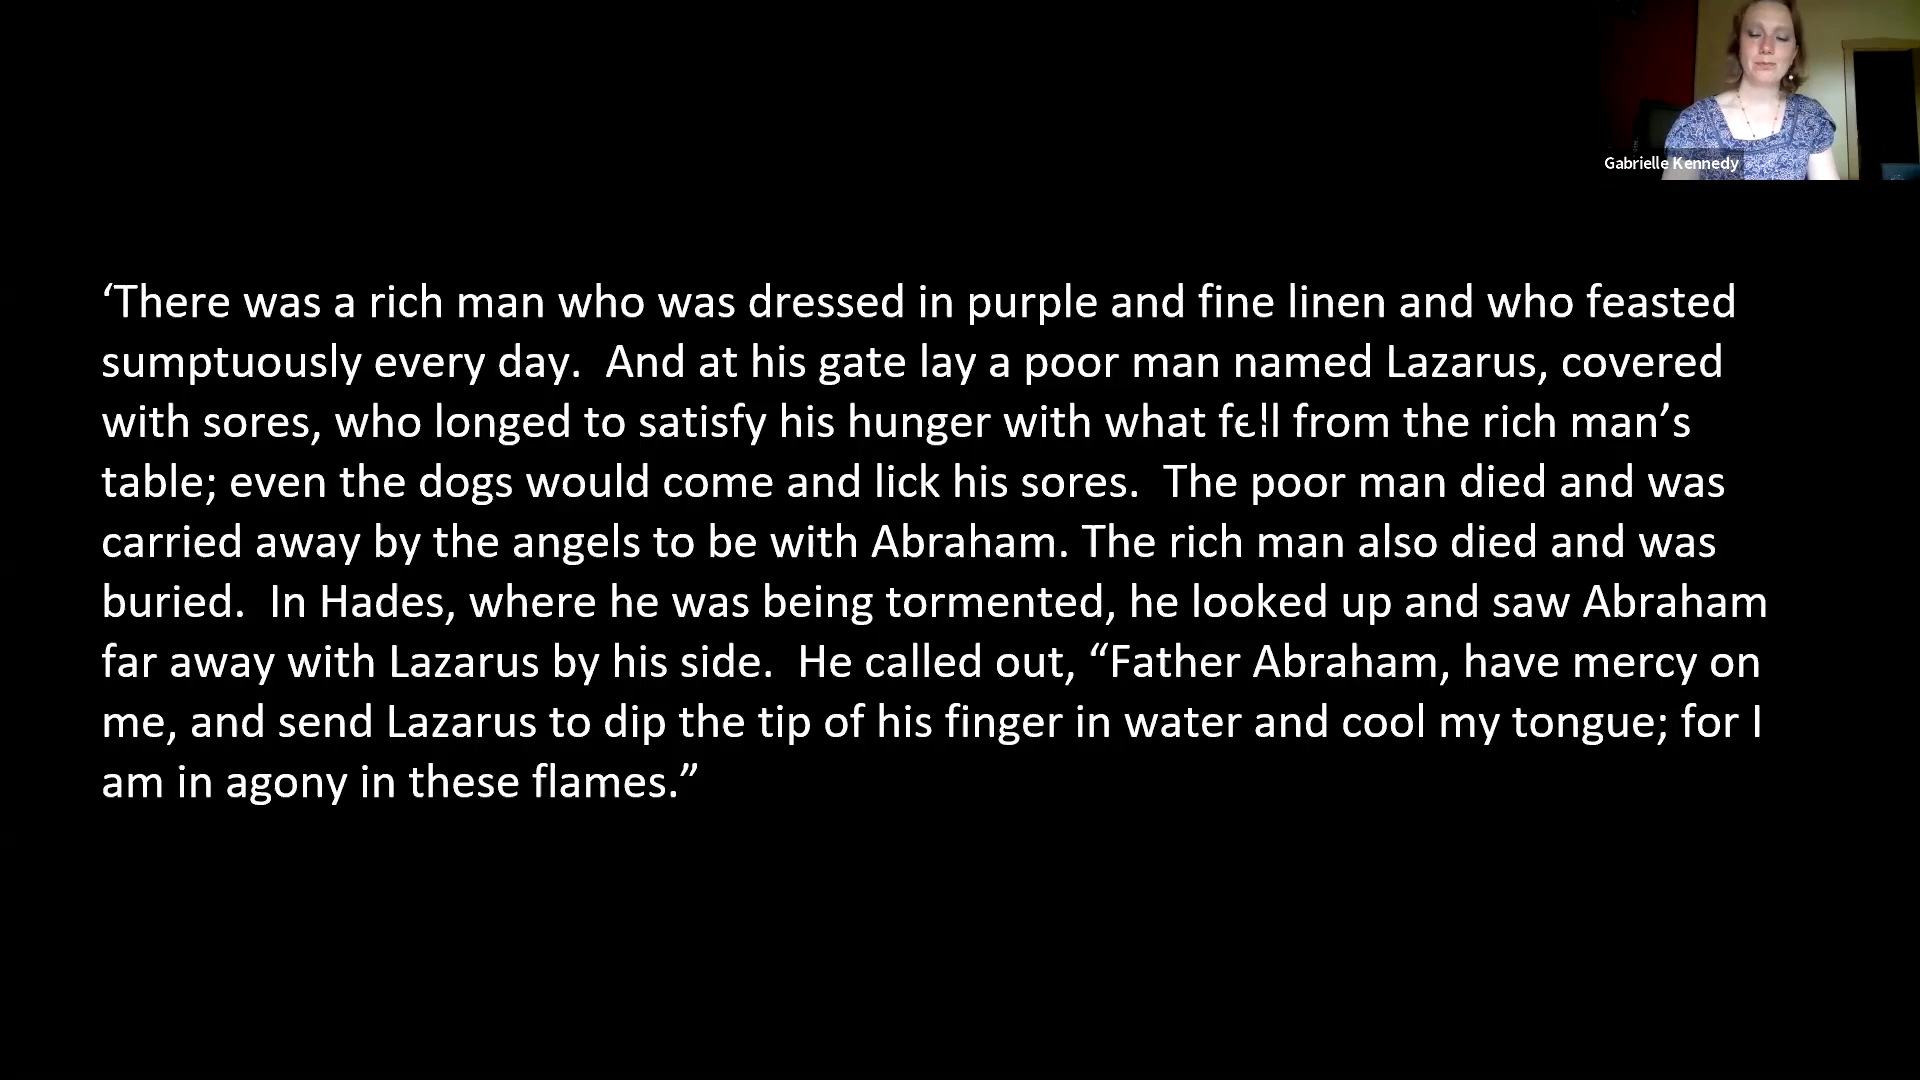 Gabrielle Kennedy
‘There was a rich man who was dressed in purple and fine linen and who feasted
sumptuously every day.  And at his gate lay a poor man named Lazarus, covered
with sores, who longed to satisfy his hunger with what fell from the rich man’s
table; even the dogs would come and lick his sores.  The poor man died and was
carried away by the angels to be with Abraham. The rich man also died and was
buried.  In Hades, where he was being tormented, he looked up and saw Abraham
far away with Lazarus by his side.  He called out, “Father Abraham, have mercy on
me, and send Lazarus to dip the tip of his finger in water and cool my tongue; for I
am in agony in these flames.”